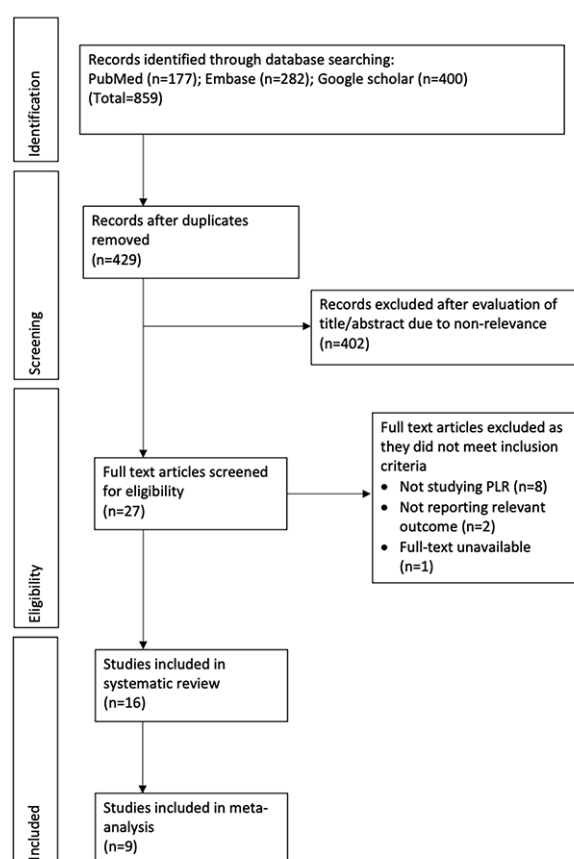 Identification
Records identified through database searching:
PubMed (n=177); Embase (n=282); Google scholar (n=400)
(Total=859)
Screening
Records after duplicates
removed
(n=429)
Records excluded after evaluation of
title/abstract due to non-relevance
(n=402)
Eligibility
Full text articles screened
for eligibility
(n=27)
Full text articles excluded as
they did not meet inclusion
criteria
• Not studying PLR (n=8)
• Not reporting relevant
outcome (n=2)
• Full-text unavailable
(n=1)
Included
Studies included in
systematic review
(n=16)
Studies included in meta-
analysis
(n=9)